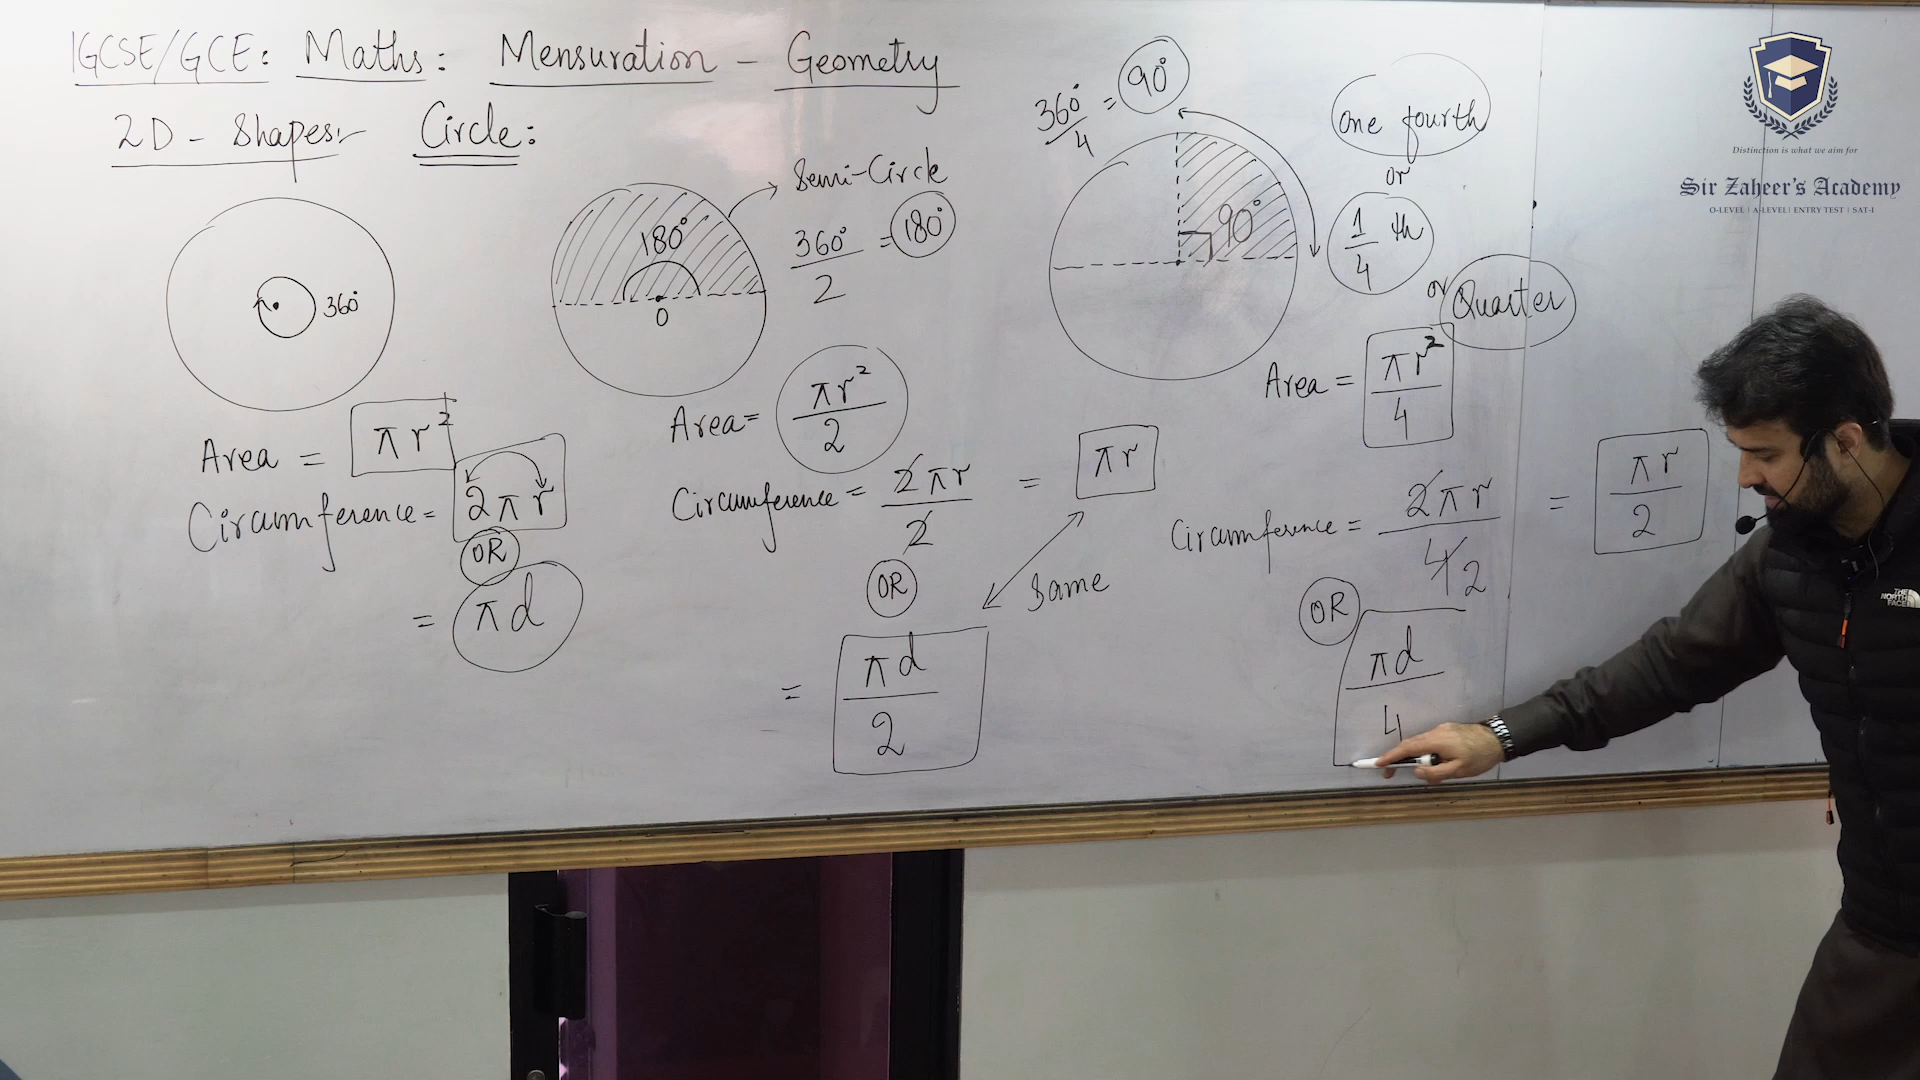 IGCSE/GCE: Maths: Mensuration - Geometry
2D - Shapes:- Circle:
360°
Area = πr²
Circumference = 2πr
OR
= πd
180°
O
Semi-Circle
360°/2 = 180°
Area = πr²/2
Circumference = 2πr/2 = πr
OR
Same
= πd/2
360°/4 = 90°
90°
One fourth
or
1/4 th
or Quarter
Area = πr²/4
Circumference = 2πr/4 2 = πr/2
OR
πd/4
Distinction is what we aim for
Sir Zaheer's Academy
O-LEVEL | A-LEVEL | ENTRY TEST | SAT-I
THE
NORTH
FACE